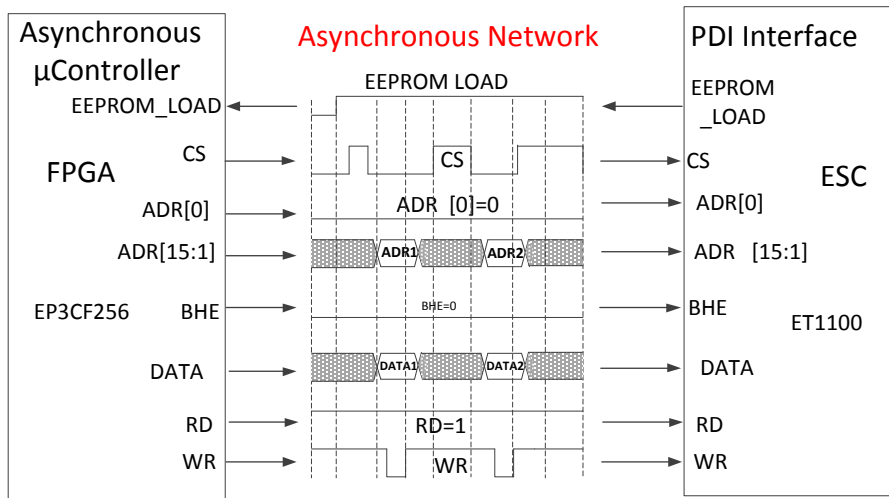 Asynchronous
µController
Asynchronous Network
PDI Interface
EEPROM_LOAD
EEPROM LOAD
EEPROM
_LOAD
CS
CS
CS
FPGA
ESC
ADR[0]
ADR [0]=0
ADR[0]
ADR[15:1]
ADR1
ADR2
ADR [15:1]
EP3CF256
BHE
BHE=0
BHE
ET1100
DATA
DATA1
DATA2
DATA
RD
RD=1
RD
WR
WR
WR